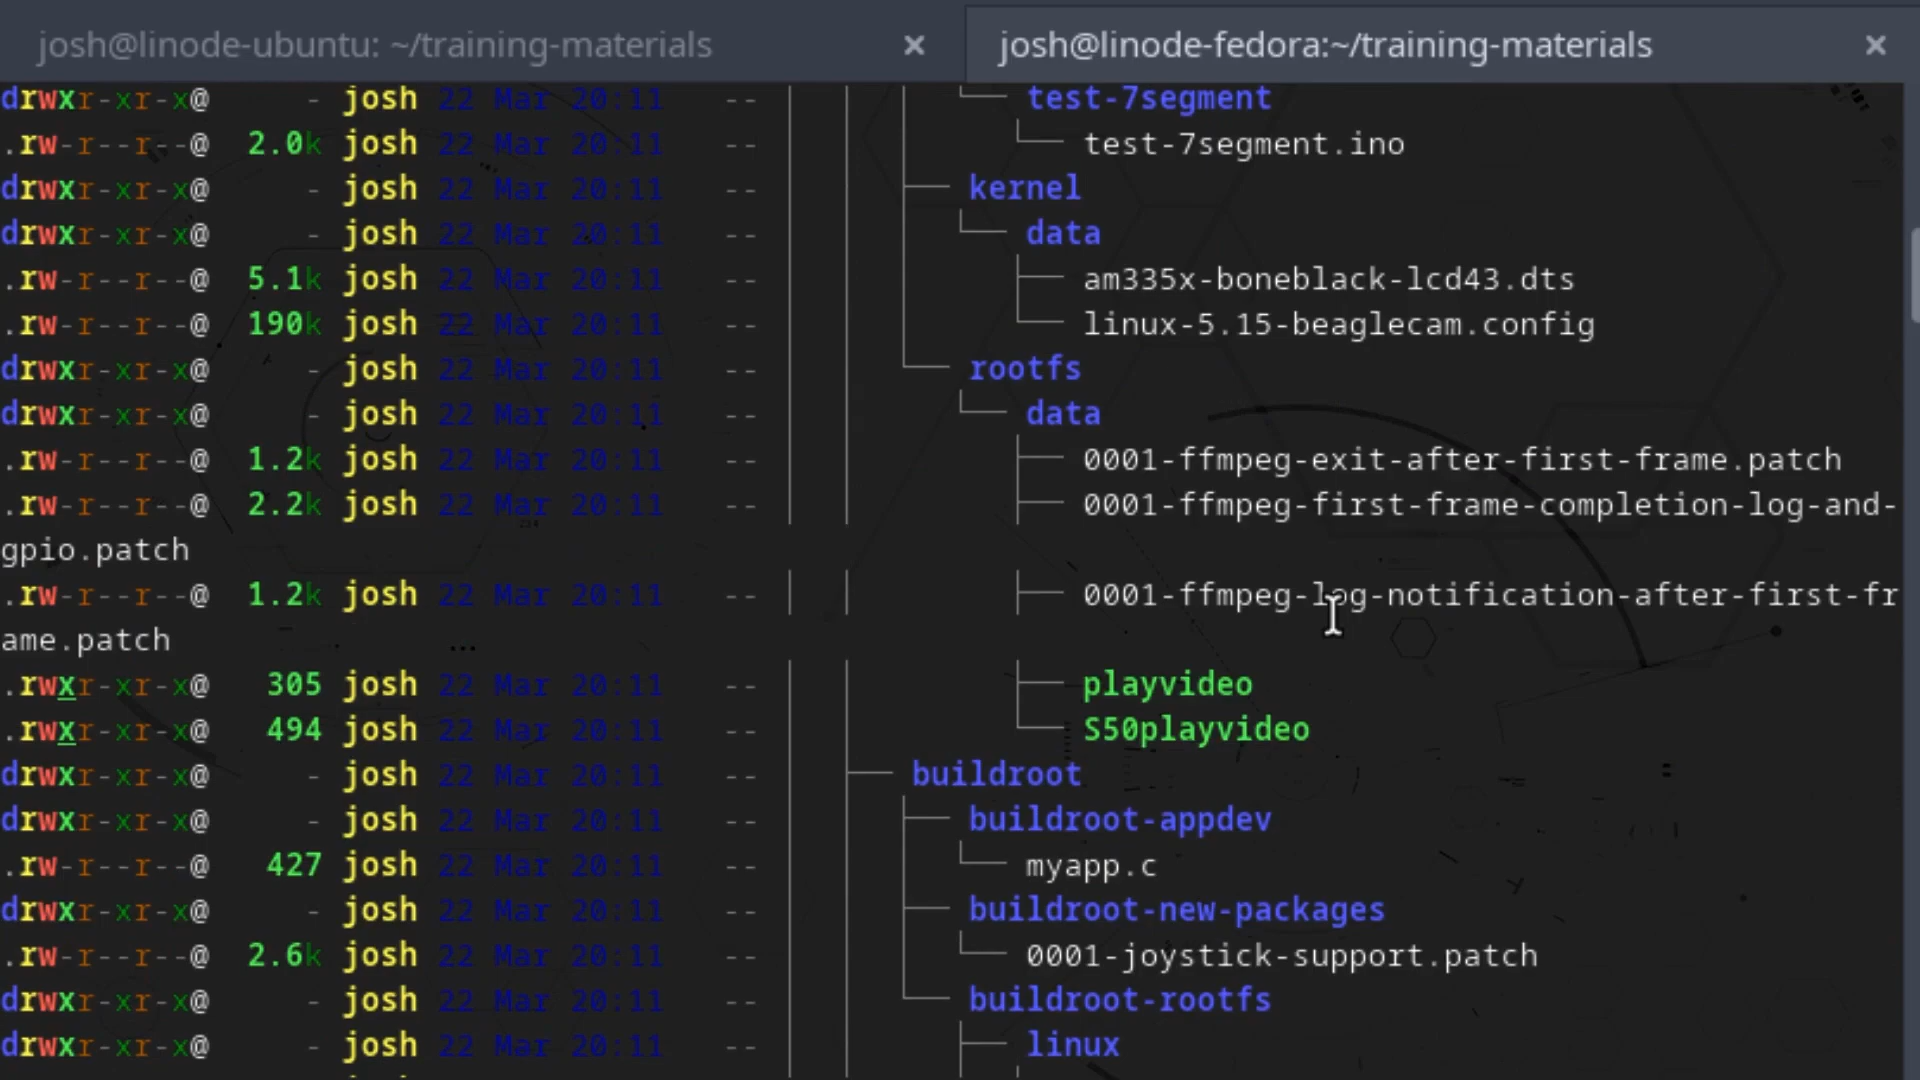 josh@linode-ubuntu: ~/training-materials × josh@linode-fedora:~/training-materials ×
drwxr-xr-x@ - josh 22 Mar 20:11 -- │ │ └── test-7segment
.rw-r--r--@ 2.0k josh 22 Mar 20:11 -- │ │ │ └── test-7segment.ino
drwxr-xr-x@ - josh 22 Mar 20:11 -- │ ├── kernel
drwxr-xr-x@ - josh 22 Mar 20:11 -- │ │ └── data
.rw-r--r--@ 5.1k josh 22 Mar 20:11 -- │ │ ├── am335x-boneblack-lcd43.dts
.rw-r--r--@ 190k josh 22 Mar 20:11 -- │ │ └── linux-5.15-beaglecam.config
drwxr-xr-x@ - josh 22 Mar 20:11 -- │ └── rootfs
drwxr-xr-x@ - josh 22 Mar 20:11 -- │ │ └── data
.rw-r--r--@ 1.2k josh 22 Mar 20:11 -- │ │ ├── 0001-ffmpeg-exit-after-first-frame.patch
.rw-r--r--@ 2.2k josh 22 Mar 20:11 -- │ │ ├── 0001-ffmpeg-first-frame-completion-log-and-
gpio.patch
.rw-r--r--@ 1.2k josh 22 Mar 20:11 -- │ │ ├── 0001-ffmpeg-log-notification-after-first-fr
ame.patch
.rwxr-xr-x@ 305 josh 22 Mar 20:11 -- │ │ ├── playvideo
.rwxr-xr-x@ 494 josh 22 Mar 20:11 -- │ │ └── S50playvideo
drwxr-xr-x@ - josh 22 Mar 20:11 -- │ ├── buildroot
drwxr-xr-x@ - josh 22 Mar 20:11 -- │ │ ├── buildroot-appdev
.rw-r--r--@ 427 josh 22 Mar 20:11 -- │ │ │ └── myapp.c
drwxr-xr-x@ - josh 22 Mar 20:11 -- │ │ ├── buildroot-new-packages
.rw-r--r--@ 2.6k josh 22 Mar 20:11 -- │ │ │ └── 0001-joystick-support.patch
drwxr-xr-x@ - josh 22 Mar 20:11 -- │ │ └── buildroot-rootfs
drwxr-xr-x@ - josh 22 Mar 20:11 -- │ │ ├── linux